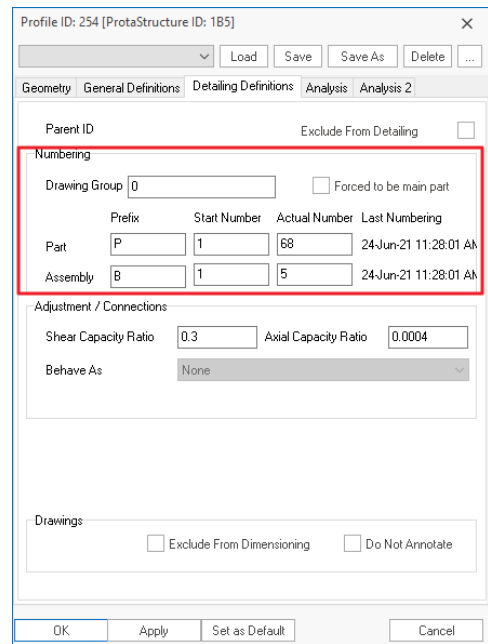 Profile ID: 254 [ProtaStructure ID: 1B5]
Load Save Save As Delete ...
Geometry General Definitions Detailing Definitions Analysis Analysis 2
Parent ID Exclude From Detailing
Numbering
Drawing Group 0 Forced to be main part
Prefix Start Number Actual Number Last Numbering
Part P 1 68 24-Jun-21 11:28:01 AM
Assembly B 1 5 24-Jun-21 11:28:01 AM
Adjustment / Connections
Shear Capacity Ratio 0.3 Axial Capacity Ratio 0.0004
Behave As None
Drawings
Exclude From Dimensioning Do Not Annotate
OK Apply Set as Default Cancel